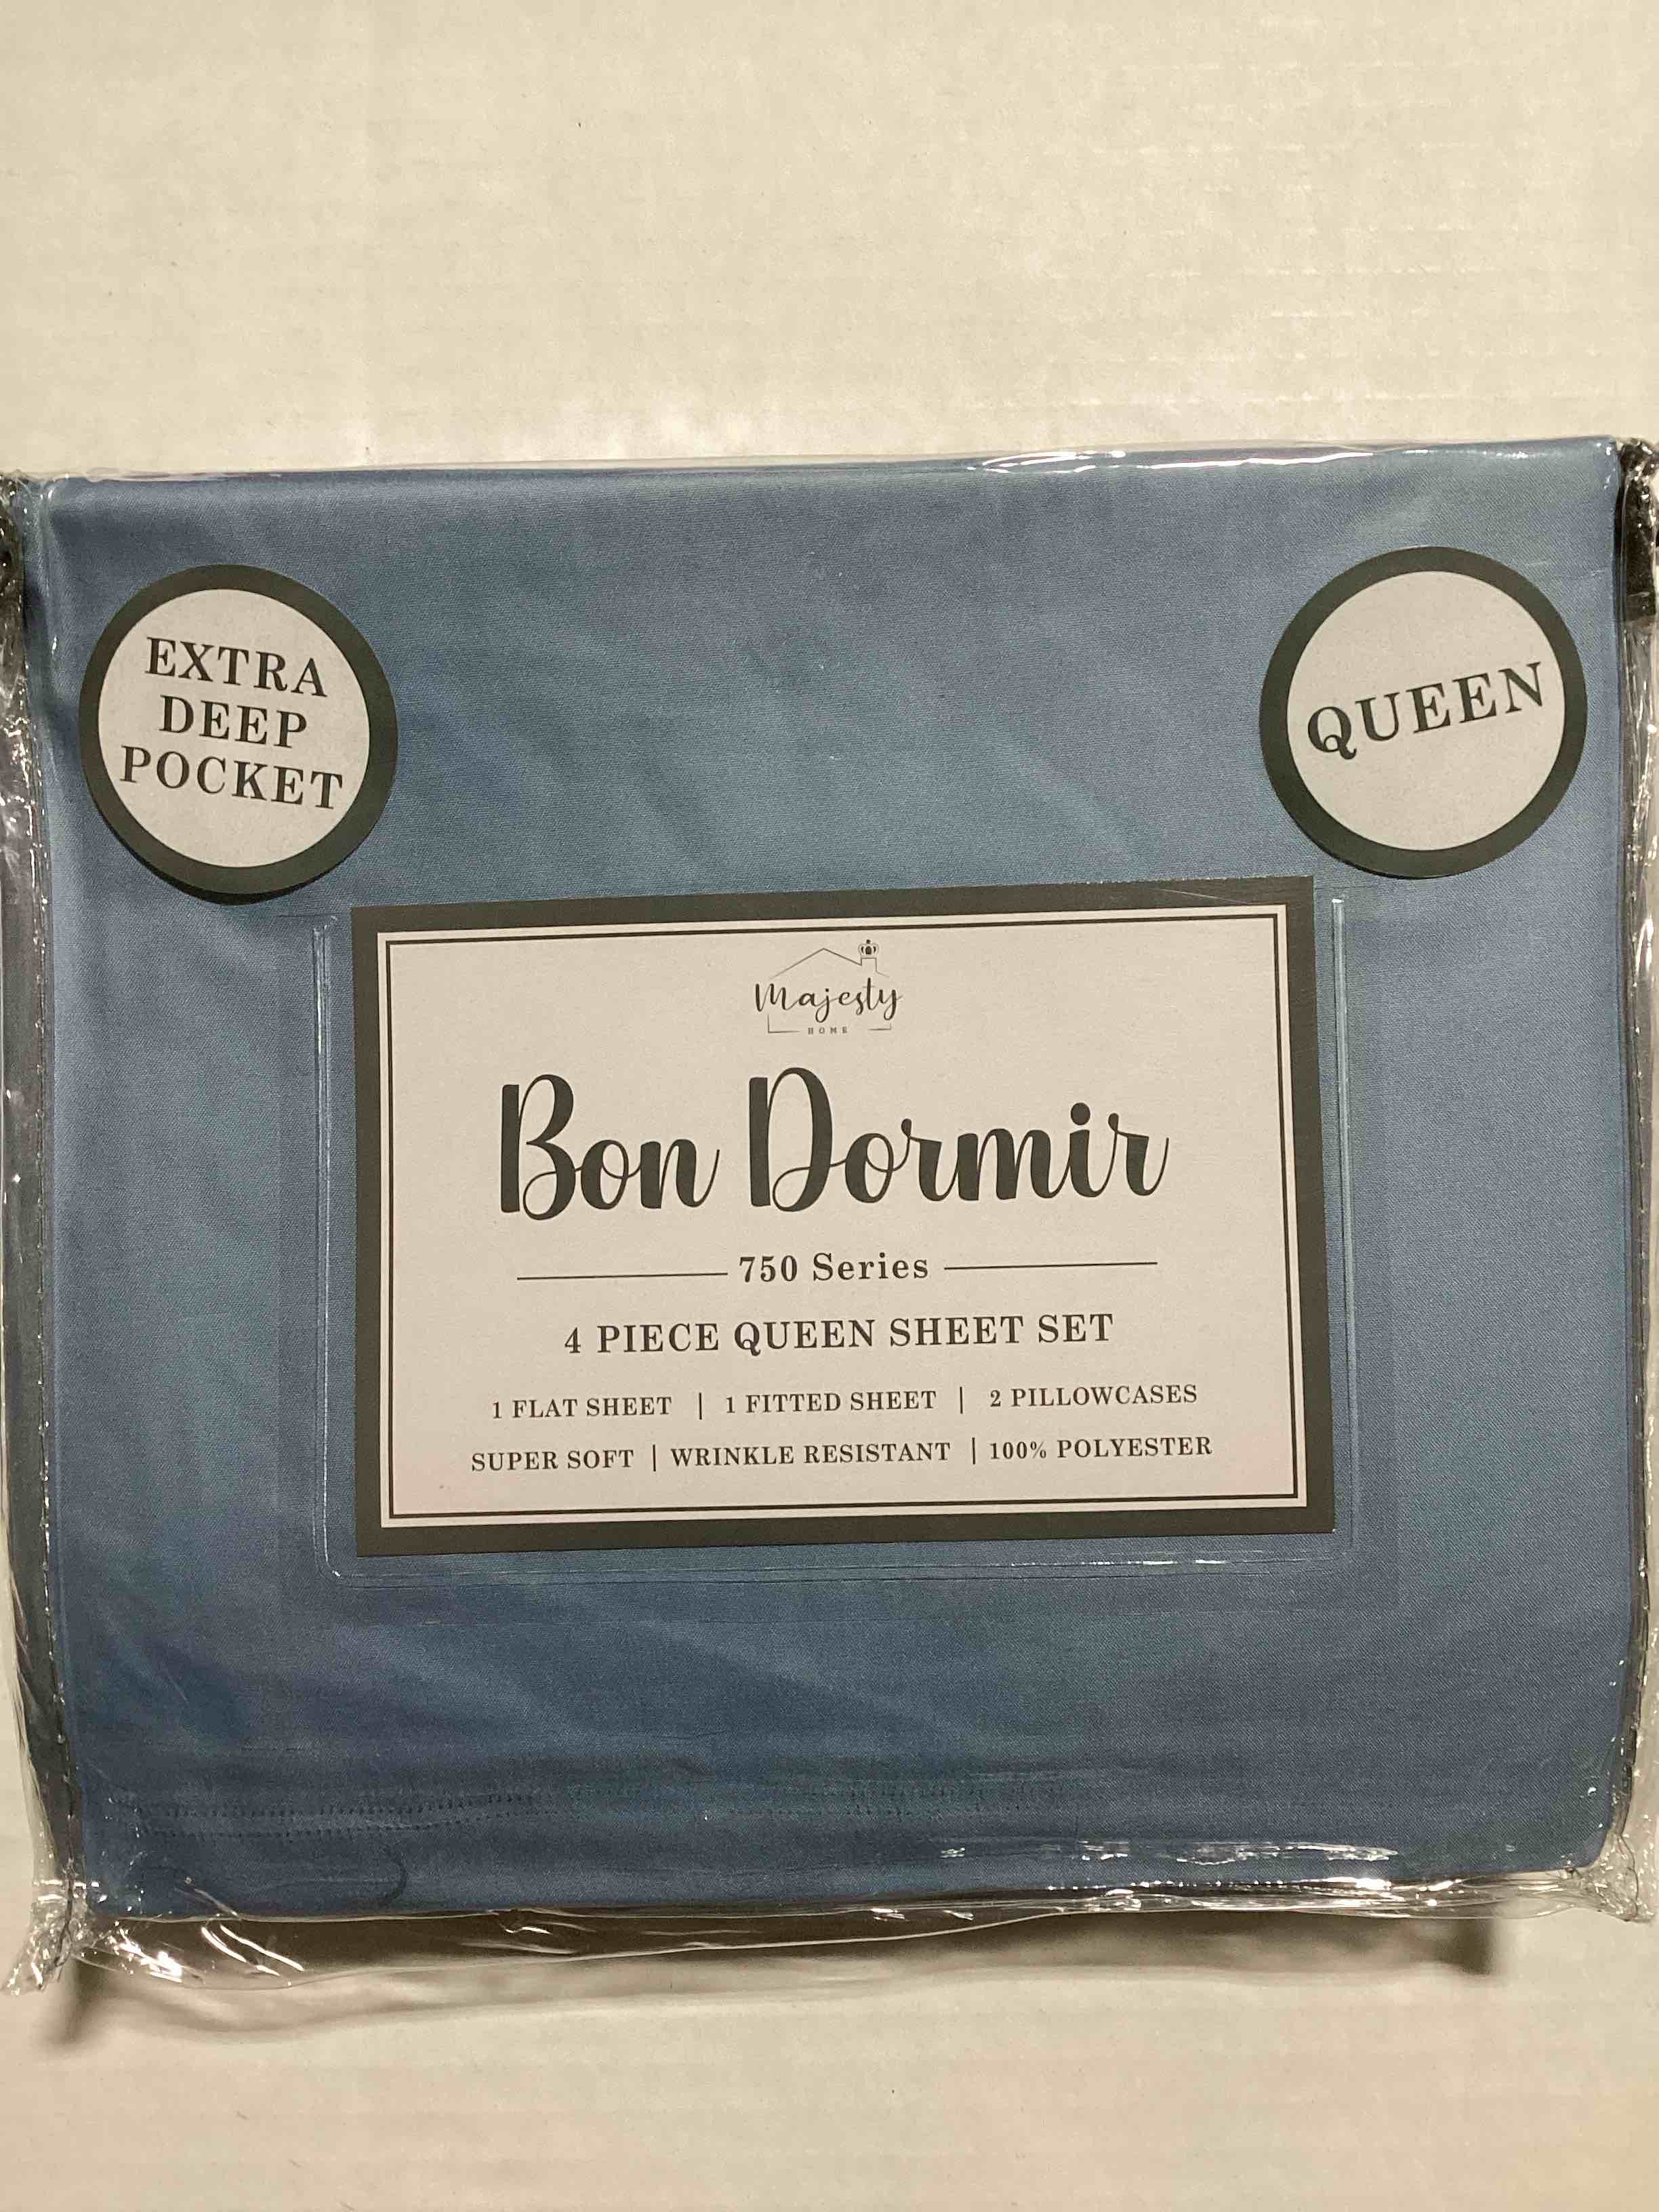 EXTRA
DEEP
POCKET
QUEEN
Majesty
HOME
Bon Dormir
750 Series
4 PIECE QUEEN SHEET SET
1 FLAT SHEET | 1 FITTED SHEET | 2 PILLOWCASES
SUPER SOFT | WRINKLE RESISTANT | 100% POLYESTER